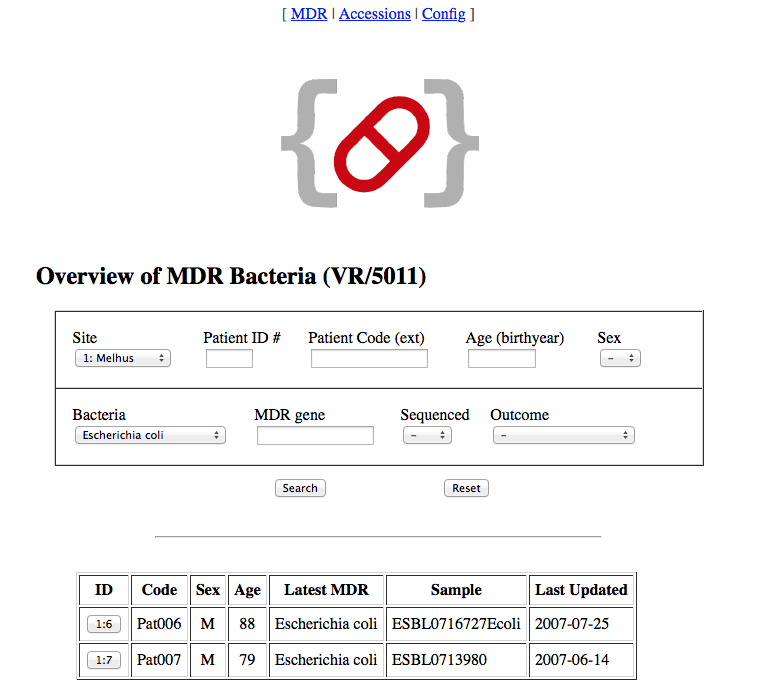 [ MDR | Accessions | Config ]
Overview of MDR Bacteria (VR/5011)
Site Patient ID # Patient Code (ext) Age (birthyear) Sex
1: Melhus –
Bacteria MDR gene Sequenced Outcome
Escherichia coli – –
Search Reset
ID Code Sex Age Latest MDR Sample Last Updated
1:6 Pat006 M 88 Escherichia coli ESBL0716727Ecoli 2007-07-25
1:7 Pat007 M 79 Escherichia coli ESBL0713980 2007-06-14